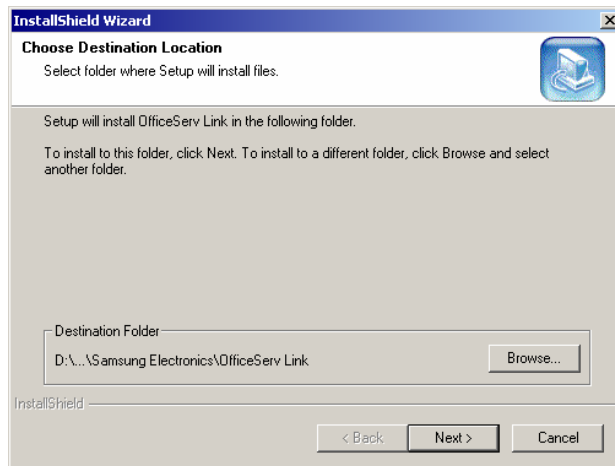 InstallShield Wizard
Choose Destination Location
Select folder where Setup will install files.
Setup will install OfficeServ Link in the following folder.
To install to this folder, click Next. To install to a different folder, click Browse and select
another folder.
Destination Folder
D:\...\Samsung Electronics\OfficeServ Link
Browse...
InstallShield
< Back
Next >
Cancel